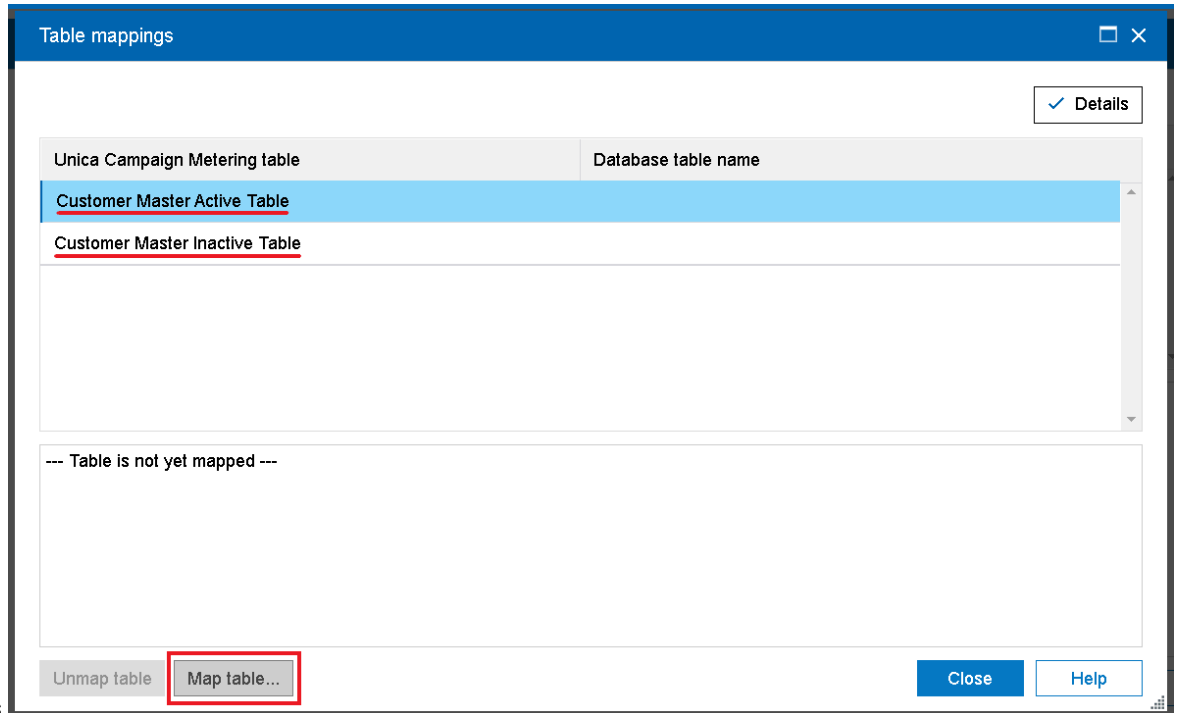 Table mappings
Details
Unica Campaign Metering table Database table name
Customer Master Active Table
Customer Master Inactive Table
--- Table is not yet mapped ---
Unmap table Map table... Close Help